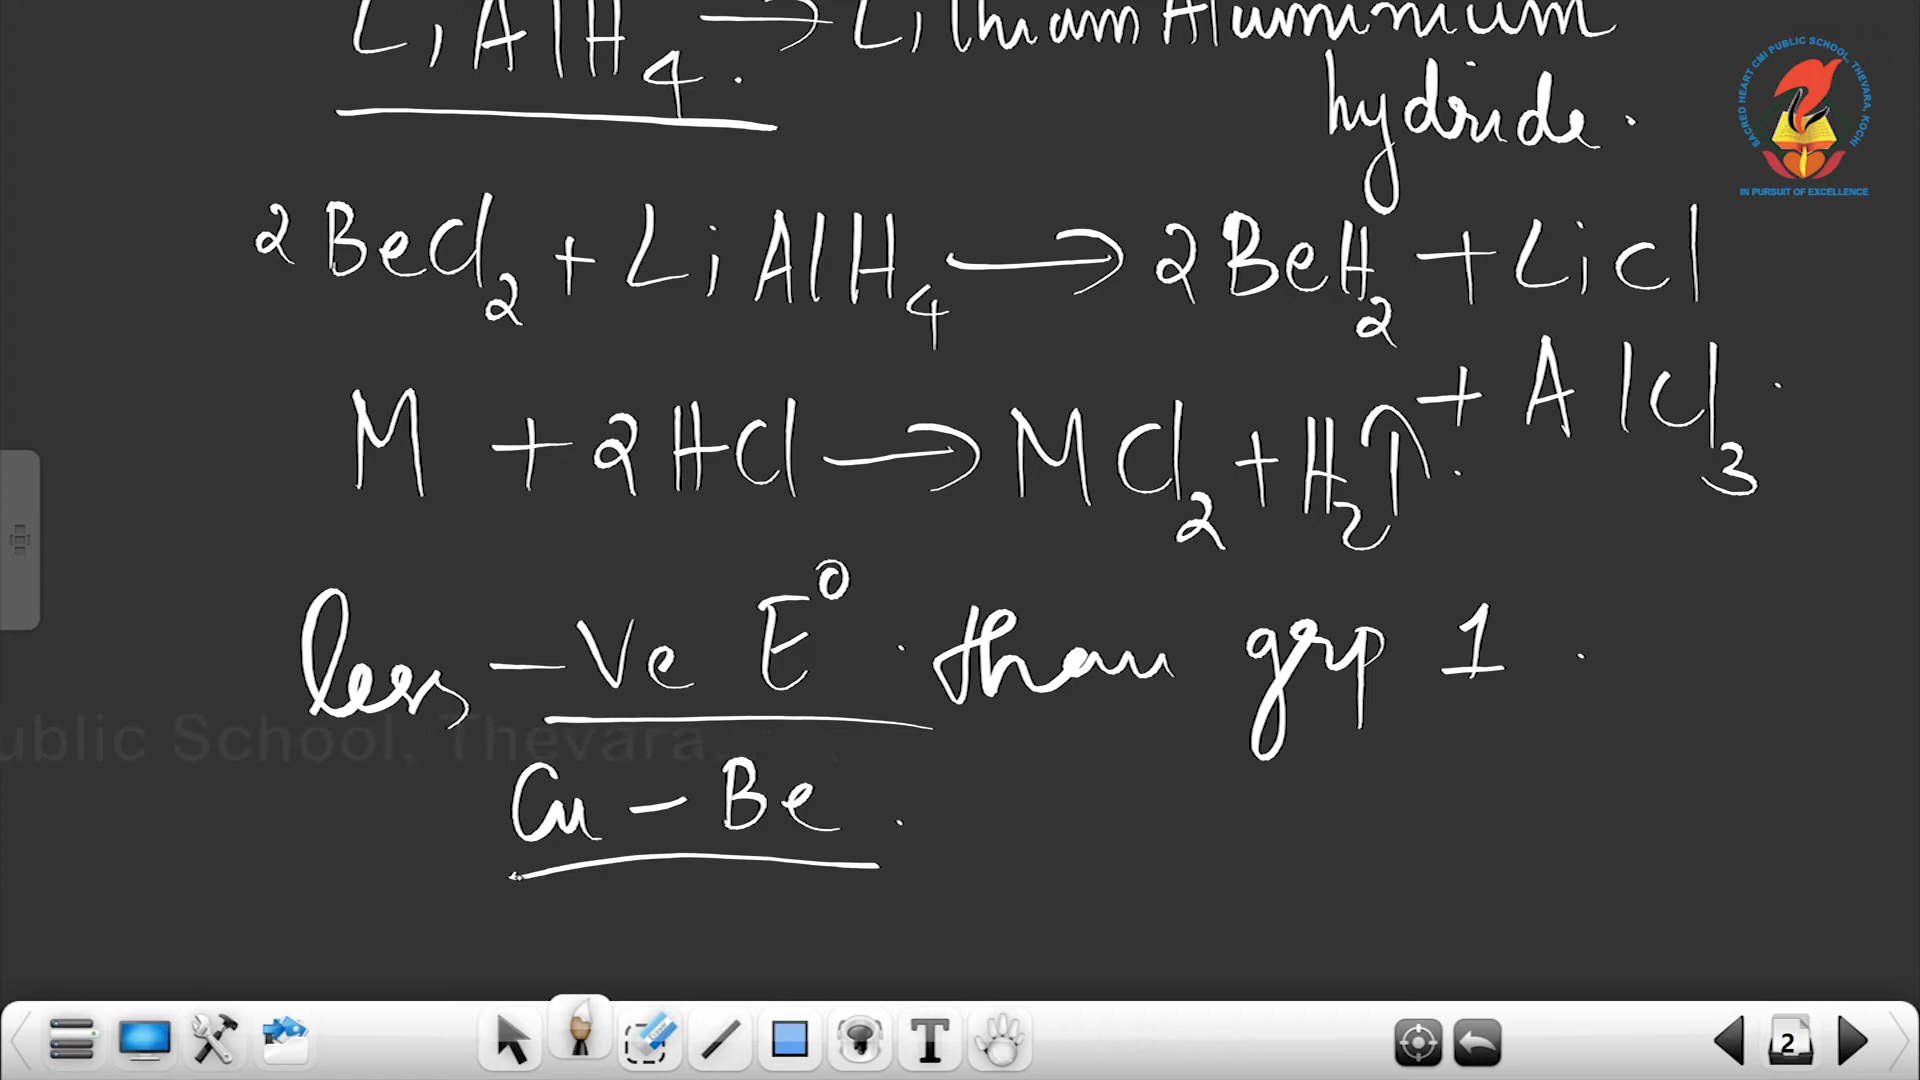 LiAlH4. → Lithium Aluminium
hydride.
SACRED HEART CMI PUBLIC SCHOOL, THEVARA, KOCHI
IN PURSUIT OF EXCELLENCE
2BeCl2 + LiAlH4 → 2BeH2 + LiCl
+ AlCl3.
M + 2HCl → MCl2 + H2↑.
less -Ve E⁰. than grp 1.
ublic School, Thevara..
Cu - Be.
T
2